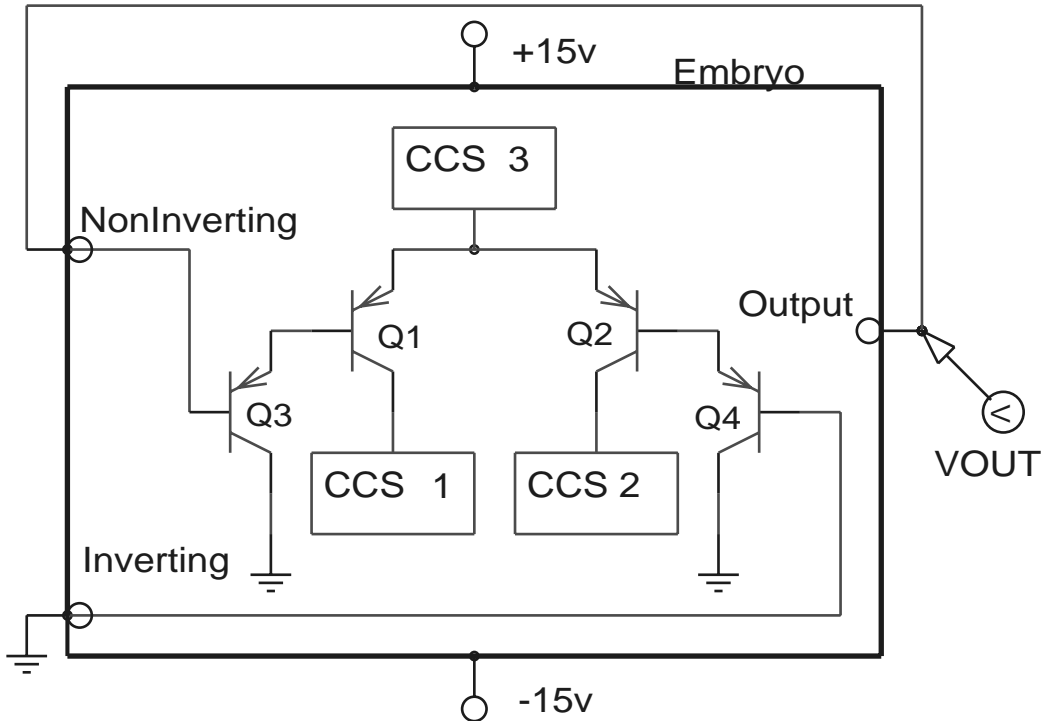 +15v
Embryo
CCS 3
NonInverting
Output
Q1
Q2
Q3
Q4
V
VOUT
CCS 1
CCS 2
Inverting
-15v